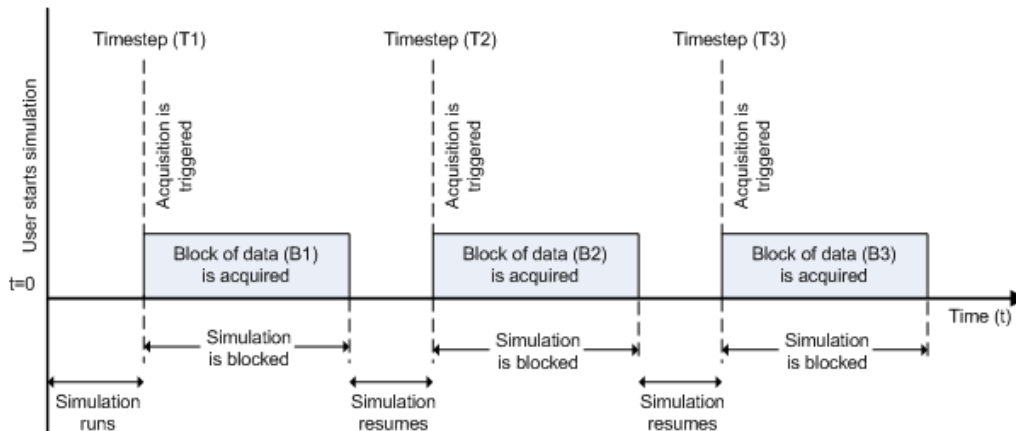 Timestep (T1)
Timestep (T2)
Timestep (T3)
User starts simulation
Acquisition is
triggered
Acquisition is
triggered
Acquisition is
triggered
Block of data (B1)
is acquired
Block of data (B2)
is acquired
Block of data (B3)
is acquired
t=0
Time (t)
Simulation
is blocked
Simulation
is blocked
Simulation
is blocked
Simulation
runs
Simulation
resumes
Simulation
resumes